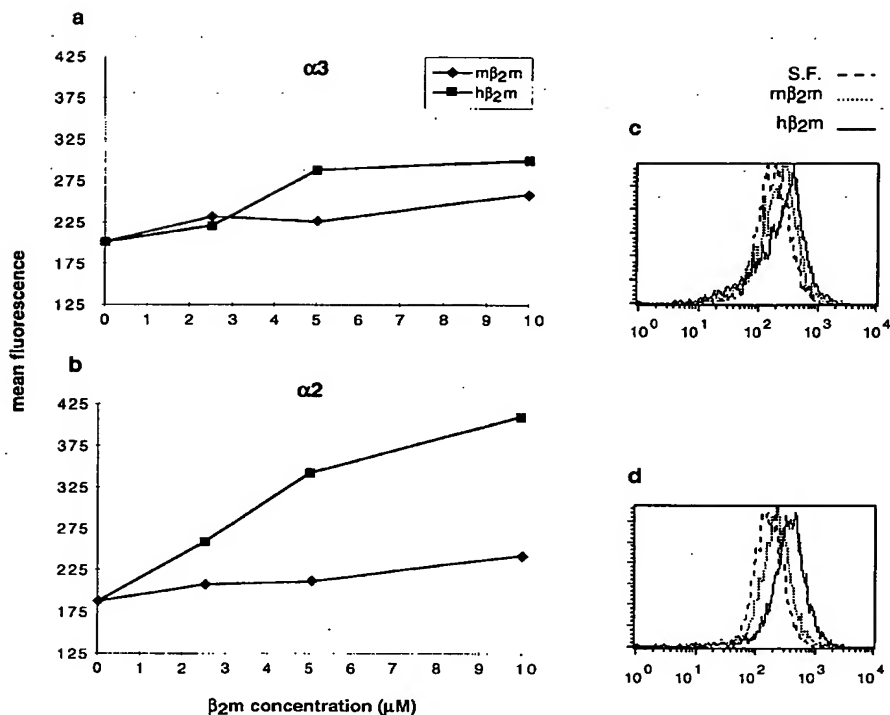 a
α3
425
375
325
275
225
175
125
0 1 2 3 4 5 6 7 8 9 10
mβ₂m
hβ₂m
mean fluorescence
b
α2
425
375
325
275
225
175
125
0 1 2 3 4 5 6 7 8 9 10
β₂m concentration (μM)
S.F.
mβ₂m
hβ₂m
c
10⁰ 10¹ 10² 10³ 10⁴
d
10⁰ 10¹ 10² 10³ 10⁴